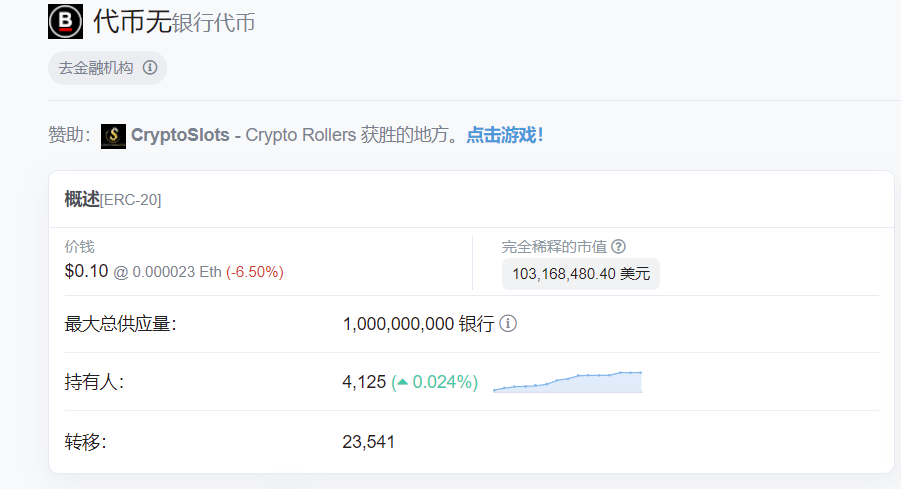 B 代币无银行代币
去金融机构
赞助: $ CryptoSlots - Crypto Rollers 获胜的地方。点击游戏!
概述[ERC-20]
价钱
$0.10 @ 0.000023 Eth (-6.50%)
完全稀释的市值
103,168,480.40 美元
最大总供应量: 1,000,000,000 银行
持有人: 4,125 (0.024%)
转移: 23,541